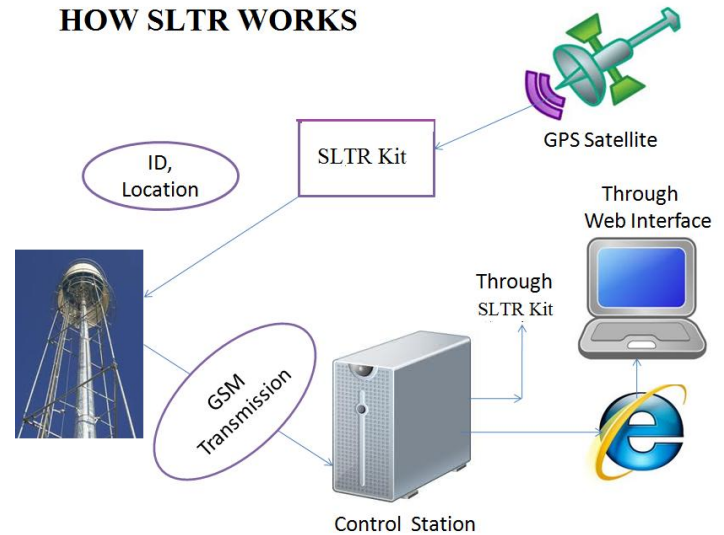 HOW SLTR WORKS
GPS Satellite
SLTR Kit
ID,
Location
Through
Web Interface
Through
SLTR Kit
GSM
Transmission
Control Station